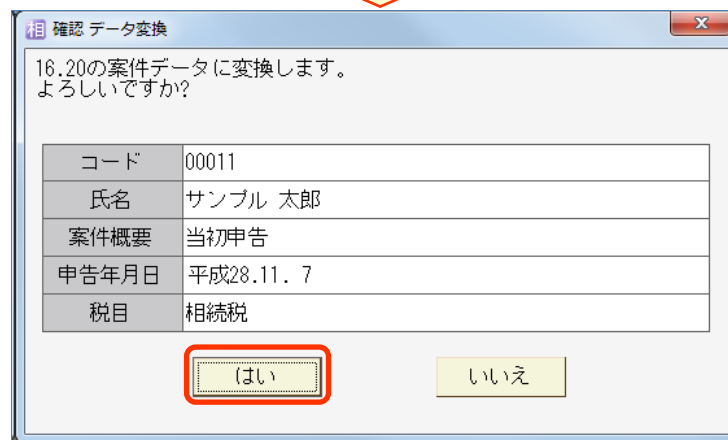 相 確認 データ変換
16.20の案件データに変換します。
よろしいですか?
コード 00011
氏名 サンプル 太郎
案件概要 当初申告
申告年月日 平成28.11. 7
税目 相続税
はい いいえ